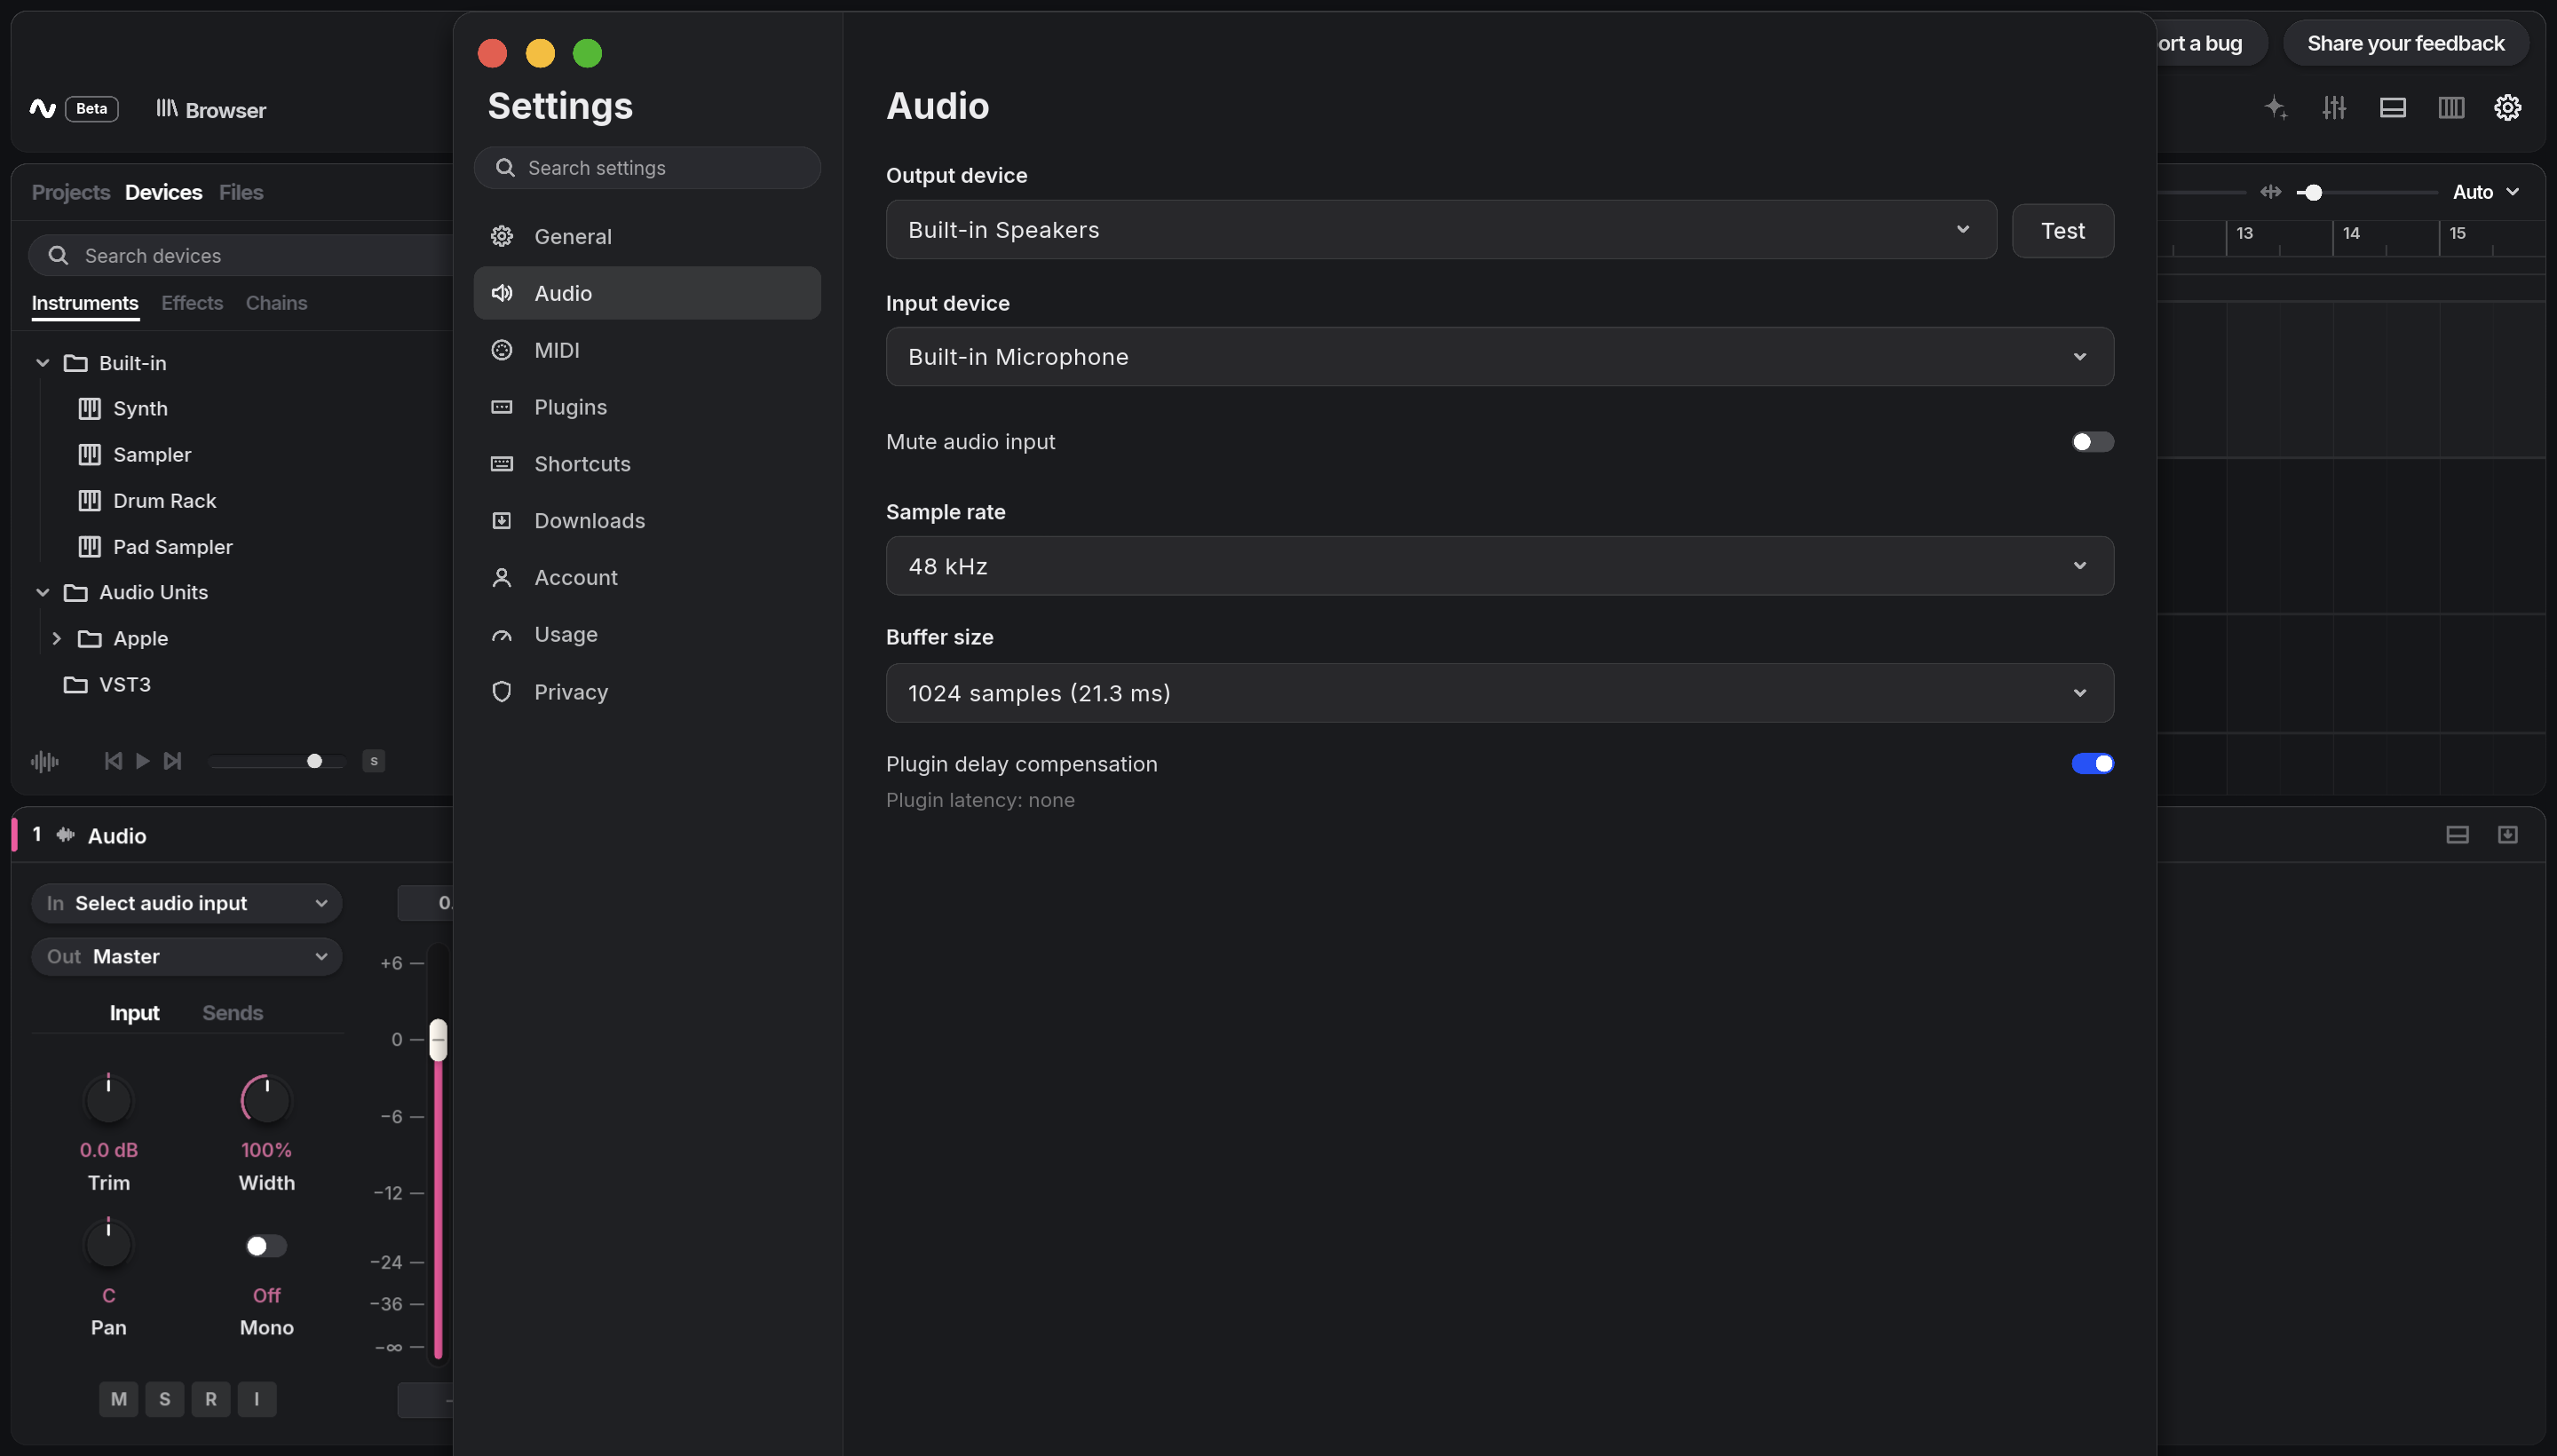 Beta
Browser
Projects Devices Files
Search devices
Instruments Effects Chains
Built-in
Synth
Sampler
Drum Rack
Pad Sampler
Audio Units
Apple
VST3
S
1 Audio
In Select audio input
Out Master
Input Sends
0.0 dB 100%
Trim Width
C Off
Pan Mono
M S R I
0.
+6
0
−6
−12
−24
−36
−∞
Settings
Search settings
General
Audio
MIDI
Plugins
Shortcuts
Downloads
Account
Usage
Privacy
Audio
Output device
Built-in Speakers
Test
Input device
Built-in Microphone
Mute audio input
Sample rate
48 kHz
Buffer size
1024 samples (21.3 ms)
Plugin delay compensation
Plugin latency: none
ort a bug
Share your feedback
Auto
13 14 15